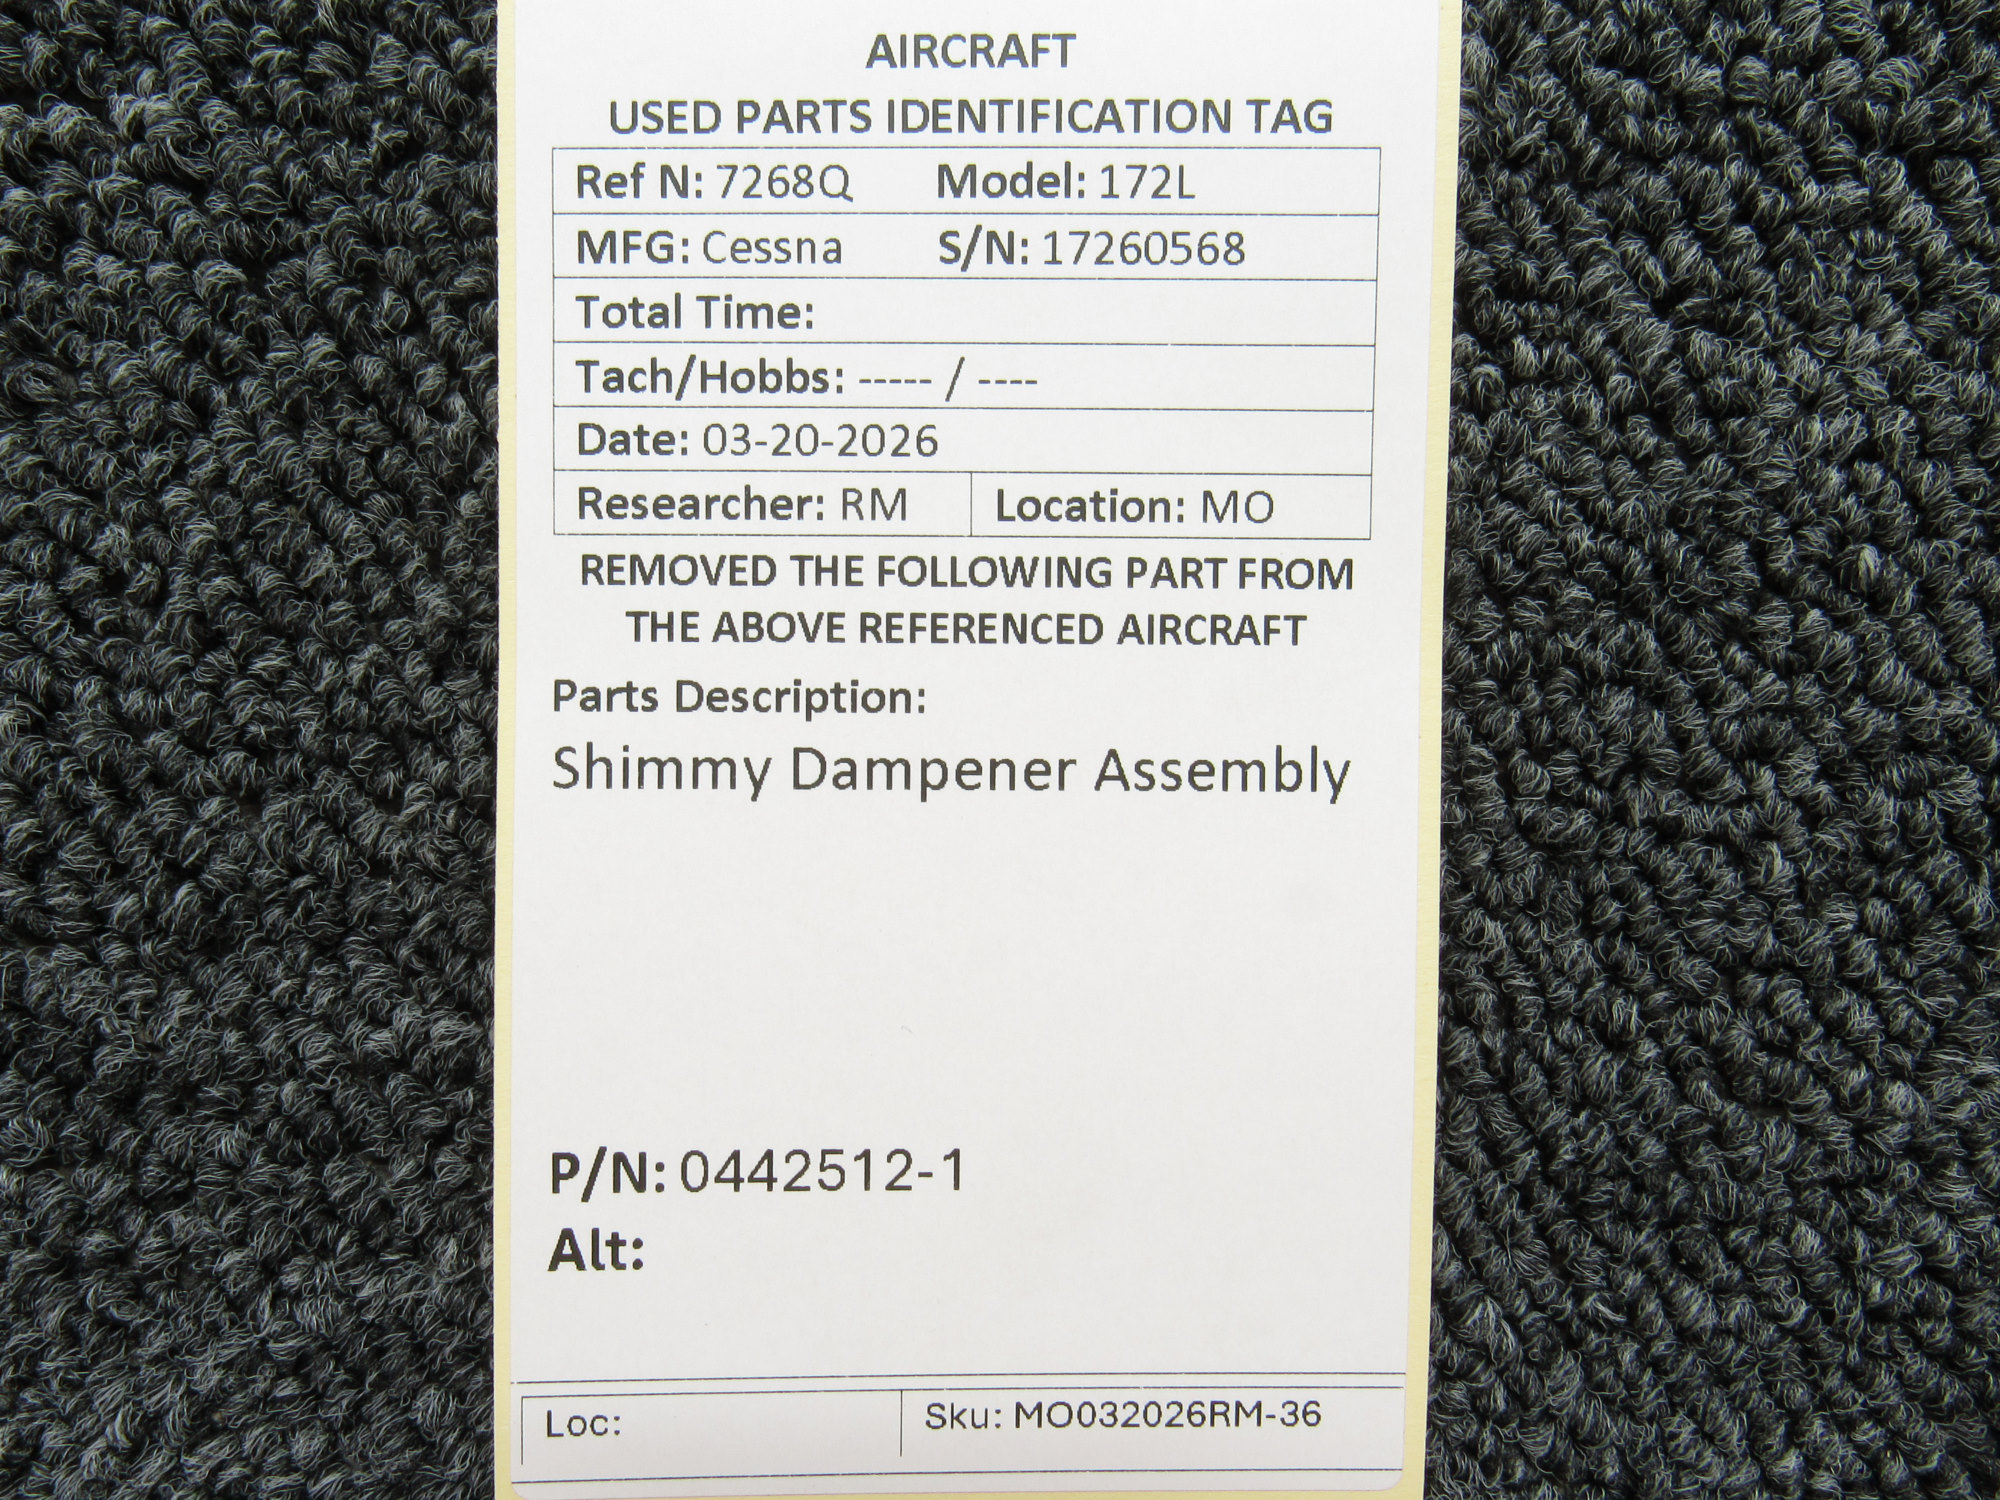 AIRCRAFT
USED PARTS IDENTIFICATION TAG
Ref N: 7268Q Model: 172L
MFG: Cessna S/N: 17260568
Total Time:
Tach/Hobbs: ----- / ----
Date: 03-20-2026
Researcher: RM Location: MO
REMOVED THE FOLLOWING PART FROM
THE ABOVE REFERENCED AIRCRAFT
Parts Description:
Shimmy Dampener Assembly
P/N: 0442512-1
Alt:
Loc: Sku: MO032026RM-36